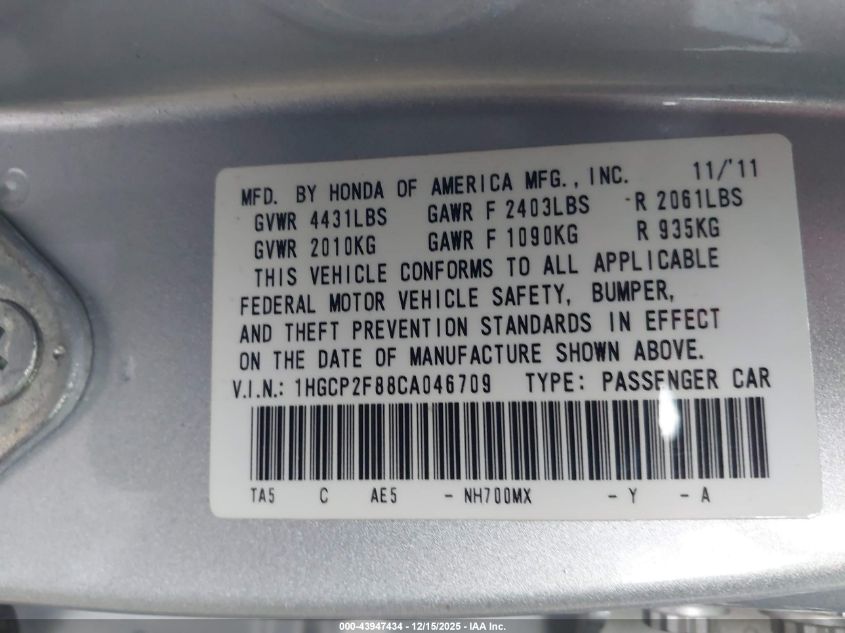 MFD. BY HONDA OF AMERICA MFG., INC. 11/'11
GVWR 4431LBS GAWR F 2403LBS R 2061LBS
GVWR 2010KG GAWR F 1090KG R 935KG
THIS VEHICLE CONFORMS TO ALL APPLICABLE
FEDERAL MOTOR VEHICLE SAFETY, BUMPER,
AND THEFT PREVENTION STANDARDS IN EFFECT
ON THE DATE OF MANUFACTURE SHOWN ABOVE.
V.I.N.: 1HGCP2F88CA046709 TYPE: PASSENGER CAR
TA5 C AE5 - NH700MX - Y - A
000-43947434 - 12/15/2025 - IAA Inc.